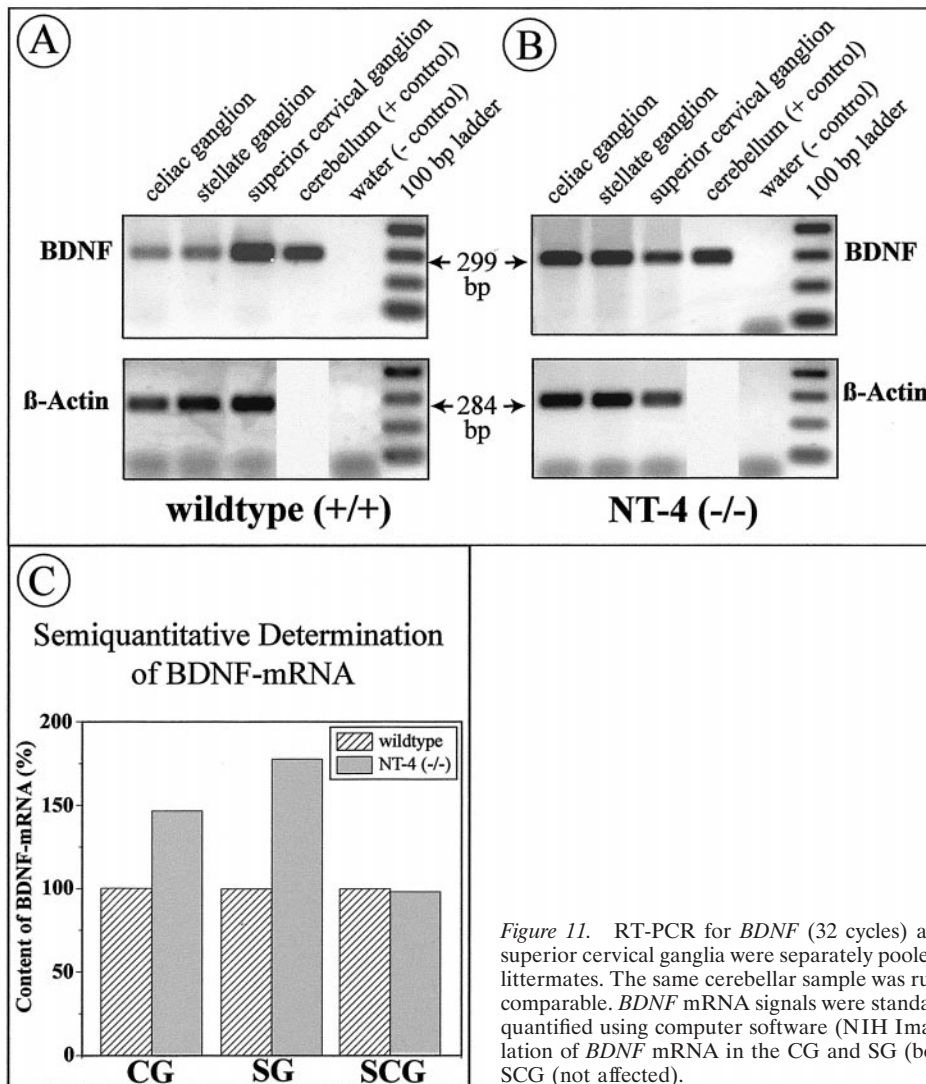 A
B
celiac ganglion
stellate ganglion
superior cervical ganglion
cerebellum (+ control)
water (- control)
100 bp ladder
celiac ganglion
stellate ganglion
superior cervical ganglion
cerebellum (+ control)
water (- control)
100 bp ladder
BDNF
299
bp
BDNF
ß-Actin
284
bp
ß-Actin
wildtype (+/+)
NT-4 (-/-)
C
Semiquantitative Determination
of BDNF-mRNA
Content of BDNF-mRNA (%)
200
150
100
50
0
wildtype
NT-4 (-/-)
CG
SG
SCG
Figure 11. RT-PCR for BDNF (32 cycles) a
superior cervical ganglia were separately poole
littermates. The same cerebellar sample was ru
comparable. BDNF mRNA signals were standa
quantified using computer software (NIH Ima
lation of BDNF mRNA in the CG and SG (b
SCG (not affected).